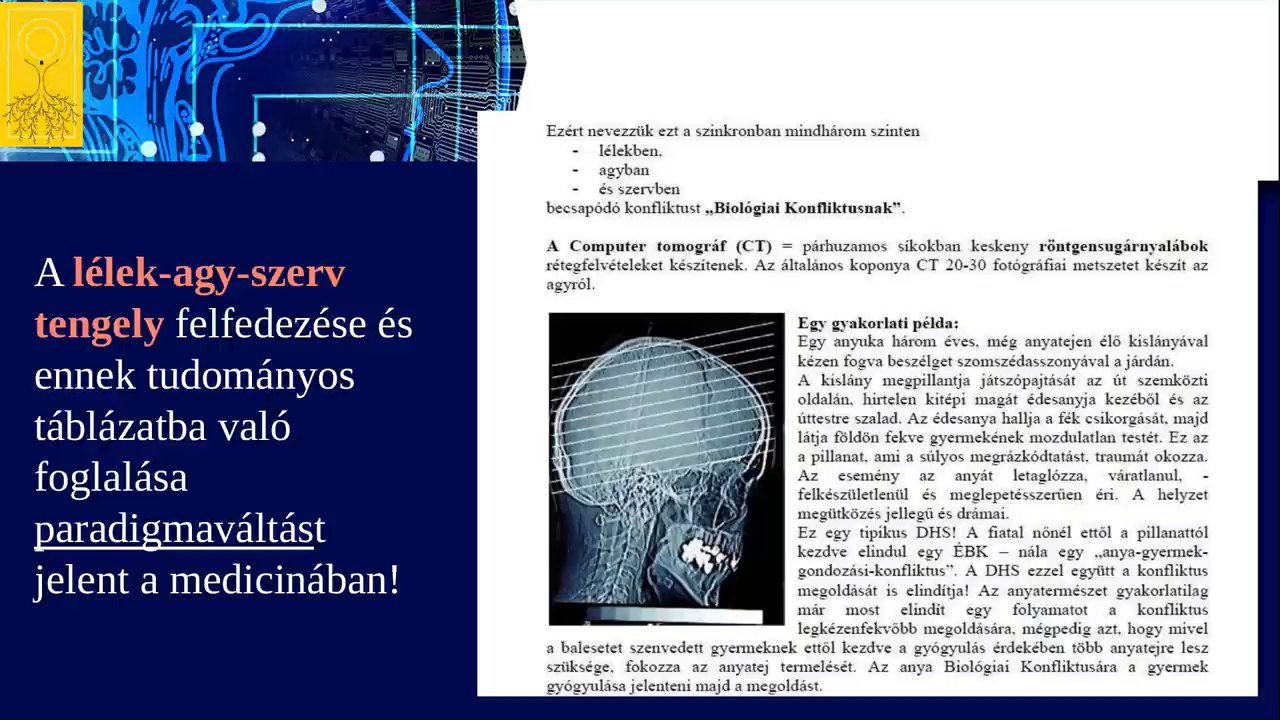 A lélek-agy-szerv
tengely felfedezése és
ennek tudományos
táblázatba való
foglalása
paradigmaváltást
jelent a medicinában!
Ezért nevezzük ezt a szinkronban mindhárom szinten
- lélekben,
- agyban
- és szervben
becsapódó konfliktust „Biológiai Konfliktusnak”.
A Computer tomográf (CT) = párhuzamos síkokban keskeny röntgensugárnyalábok
rétegfelvételeket készítenek. Az általános koponya CT 20-30 fotógráfiai metszetet készít az
agyról.
Egy gyakorlati példa:
Egy anyuka három éves, még anyatejen élő kislányával
kézen fogva beszélget szomszédasszonyával a járdán.
A kislány megpillantja játszópajtását az út szemközti
oldalán, hirtelen kitépi magát édesanyja kezéből és az
úttestre szalad. Az édesanya hallja a fék csikorgását, majd
látja földön fekve gyermekének mozdulatlan testét. Ez az
a pillanat, ami a súlyos megrázkódtatást, traumát okozza.
Az esemény az anyát letaglózza, váratlanul, -
felkészületlenül és meglepetésszerűen éri. A helyzet
megütközés jellegű és drámai.
Ez egy tipikus DHS! A fiatal nőnél ettől a pillanattól
kezdve elindul egy ÉBK – nála egy „anya-gyermek-
gondozási-konfliktus”. A DHS ezzel együtt a konfliktus
megoldását is elindítja! Az anyatermészet gyakorlatilag
már most elindít egy folyamatot a konfliktus
legkézenfekvőbb megoldására, mégpedig azt, hogy mivel
a balesetet szenvedett gyermeknek ettől kezdve a gyógyulás érdekében több anyatejre lesz
szüksége, fokozza az anyatej termelését. Az anya Biológiai Konfliktusára a gyermek
gyógyulása jelenteni majd a megoldást.